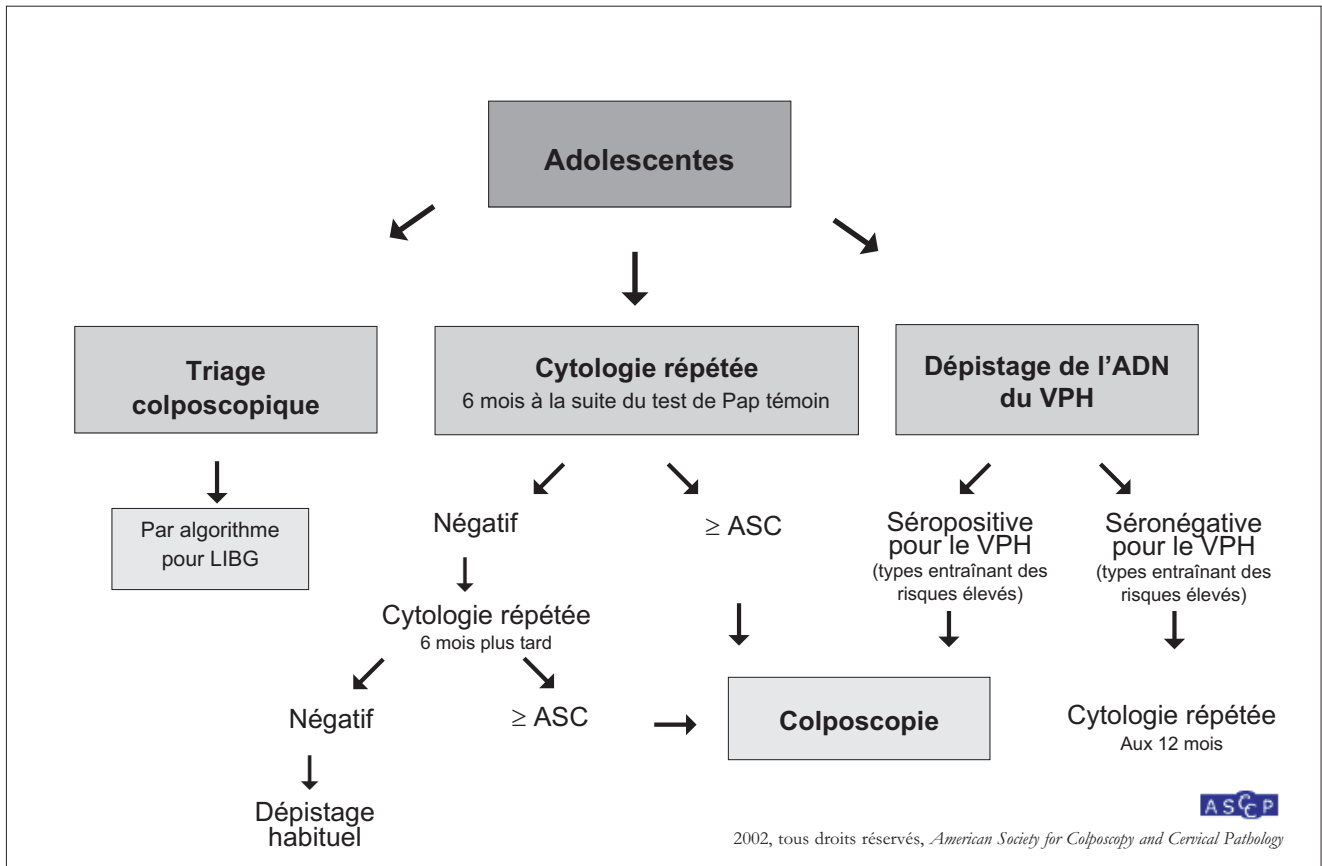 Adolescentes
Triage
colposcopique
Cytologie répétée
6 mois à la suite du test de Pap témoin
Dépistage de l’ADN
du VPH
Par algorithme
pour LIBG
Négatif
≥ ASC
Séropositive
pour le VPH
(types entraînant des
risques élevés)
Séronégative
pour le VPH
(types entraînant des
risques élevés)
Cytologie répétée
6 mois plus tard
Négatif
≥ ASC
Colposcopie
Cytologie répétée
Aux 12 mois
Dépistage
habituel
ASCCP
2002, tous droits réservés, American Society for Colposcopy and Cervical Pathology